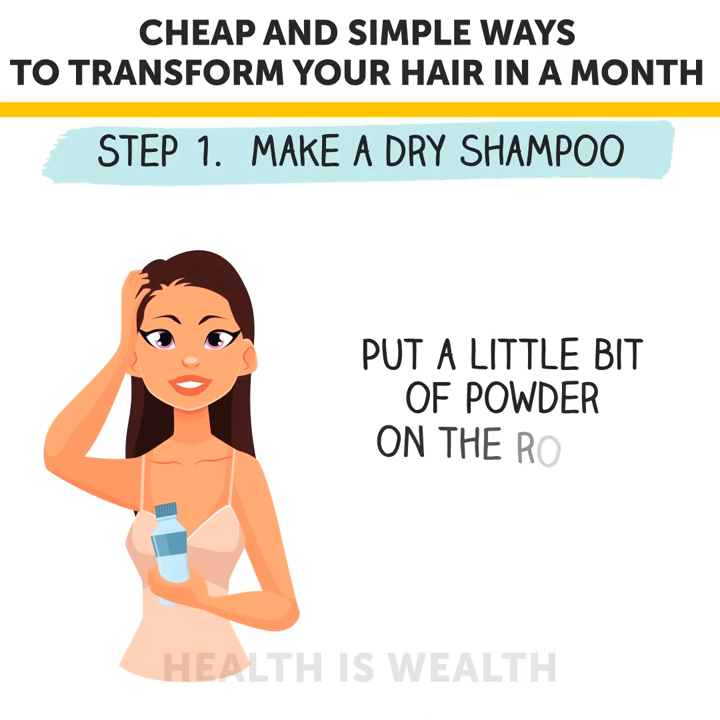 CHEAP AND SIMPLE WAYS
TO TRANSFORM YOUR HAIR IN A MONTH
STEP 1. MAKE A DRY SHAMPOO
PUT A LITTLE BIT
OF POWDER
ON THE RO
HEALTH IS WEALTH